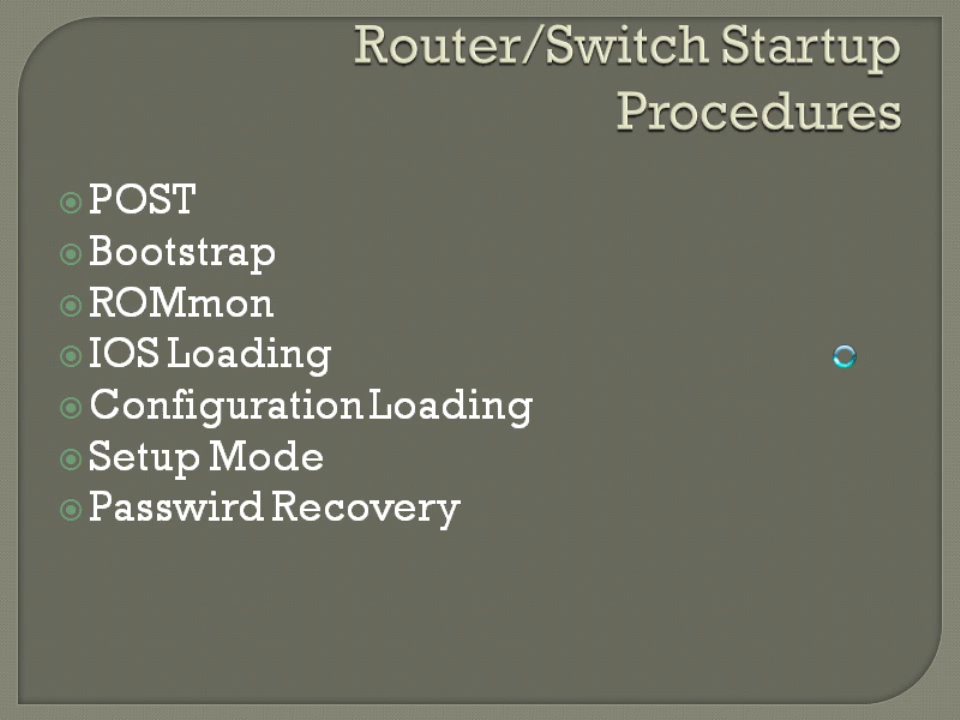 Router/Switch Startup
Procedures
POST
Bootstrap
ROMmon
IOS Loading
Configuration Loading
Setup Mode
Passwird Recovery